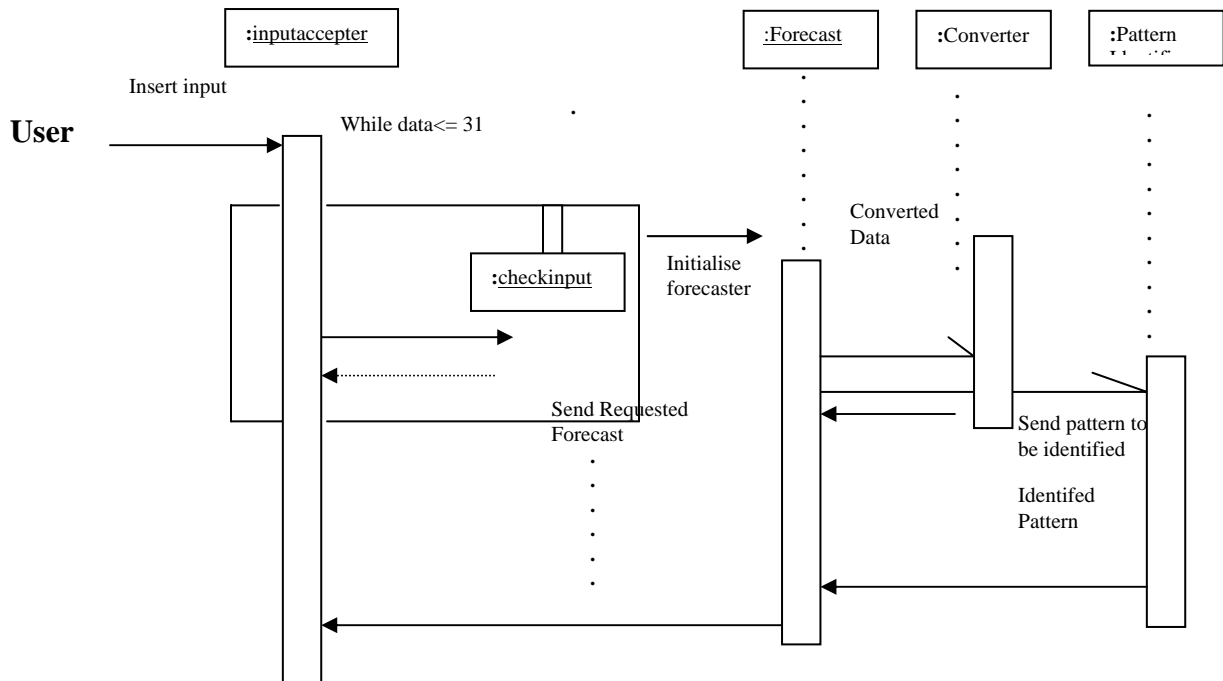 :inputaccepter
:Forecast
:Converter
:Pattern
Insert input
User
While data<= 31
Converted
Data
:checkinput
Initialise
forecaster
Send Requested
Forecast
Send pattern to
be identified
Identifed
Pattern